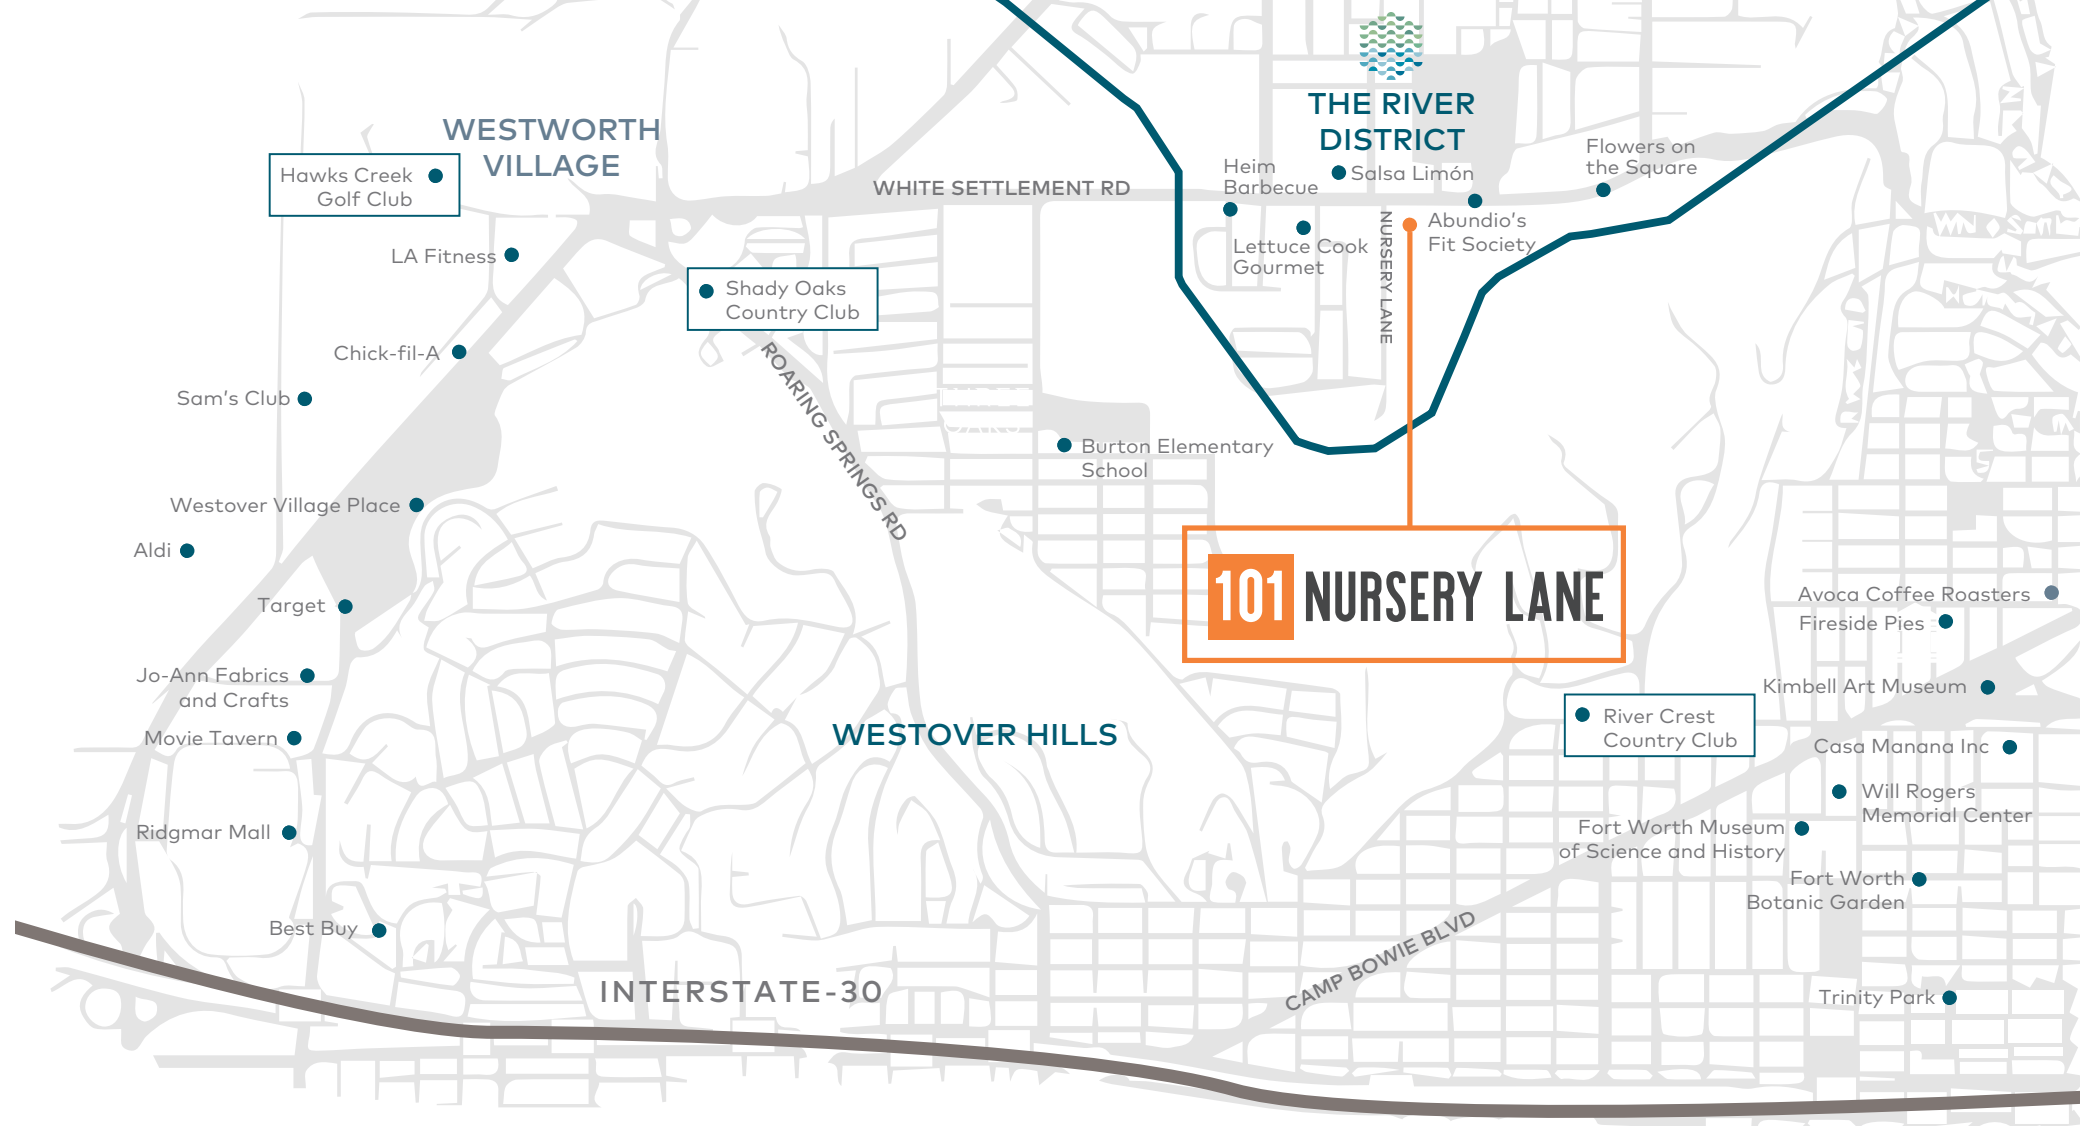 THE RIVER
DISTRICT
WESTWORTH
VILLAGE
Hawks Creek
Golf Club
WHITE SETTLEMENT RD
Heim
Barbecue
Salsa Limón
Flowers on
the Square
NURSERY LANE
Abundio's
Fit Society
Lettuce Cook
Gourmet
LA Fitness
Shady Oaks
Country Club
Chick-fil-A
ROARING SPRINGS RD
Sam's Club
Burton Elementary
School
Westover Village Place
Aldi
101 NURSERY LANE
Target
Avoca Coffee Roasters
Fireside Pies
Jo-Ann Fabrics
and Crafts
Kimbell Art Museum
River Crest
Country Club
Movie Tavern
WESTOVER HILLS
Casa Manana Inc
Will Rogers
Memorial Center
Ridgmar Mall
Fort Worth Museum
of Science and History
Fort Worth
Botanic Garden
Best Buy
CAMP BOWIE BLVD
INTERSTATE-30
Trinity Park